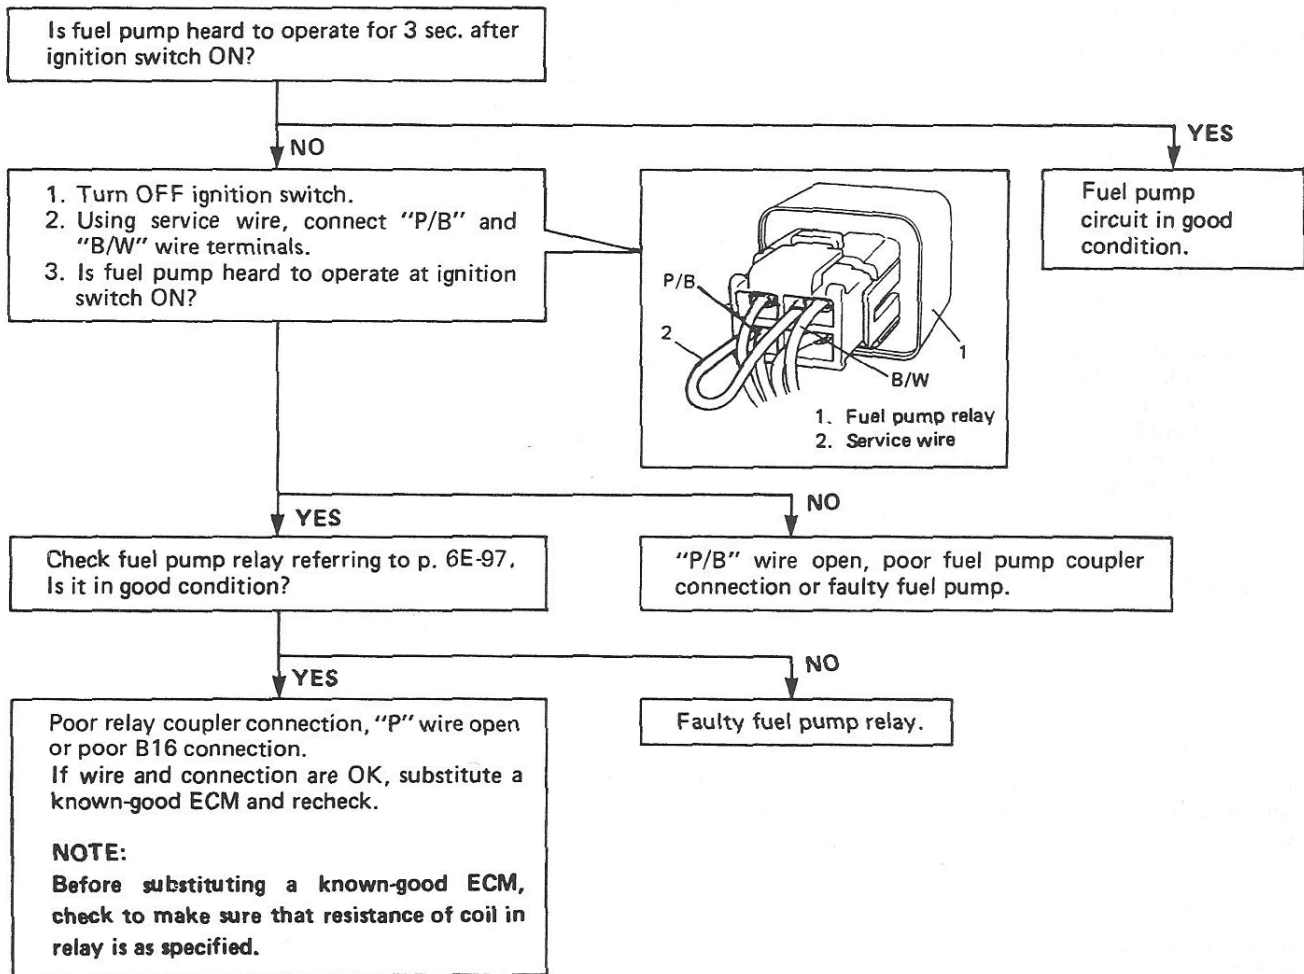 Is fuel pump heard to operate for 3 sec. after
ignition switch ON?
NO
YES
1. Turn OFF ignition switch.
2. Using service wire, connect “P/B” and
“B/W” wire terminals.
3. Is fuel pump heard to operate at ignition
switch ON?
P/B
2
1
B/W
1. Fuel pump relay
2. Service wire
Fuel pump
circuit in good
condition.
YES
NO
Check fuel pump relay referring to p. 6E-97.
Is it in good condition?
“P/B” wire open, poor fuel pump coupler
connection or faulty fuel pump.
YES
NO
Poor relay coupler connection, “P” wire open
or poor B16 connection.
If wire and connection are OK, substitute a
known-good ECM and recheck.
NOTE:
Before substituting a known-good ECM,
check to make sure that resistance of coil in
relay is as specified.
Faulty fuel pump relay.